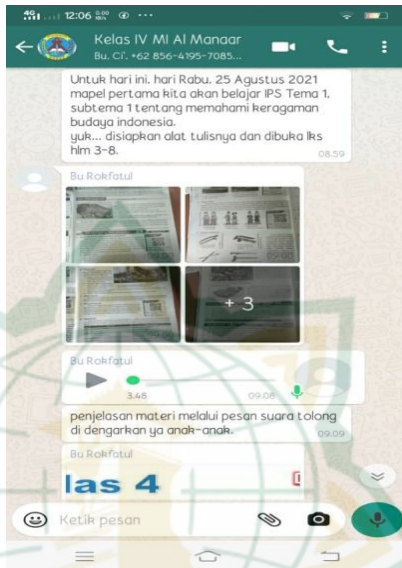 4G 12:06
Kelas IV MI Al Manaar
Bu, Ci', +62 856-4195-7085...
Untuk hari ini, hari Rabu, 25 Agustus 2021
mapel pertama kita akan belajar IPS Tema 1,
subtema 1 tentang memahami keragaman
budaya indonesia.
yuk... disiapkan alat tulisnya dan dibuka lks
hlm 3-8.
08.59
Bu Rokfatul
+ 3
Bu Rokfatul
3.48 09.08
penjelasan materi melalui pesan suara tolong
di dengarkan ya anak-anak.
09.09
Bu Rokfatul
las 4
Ketik pesan